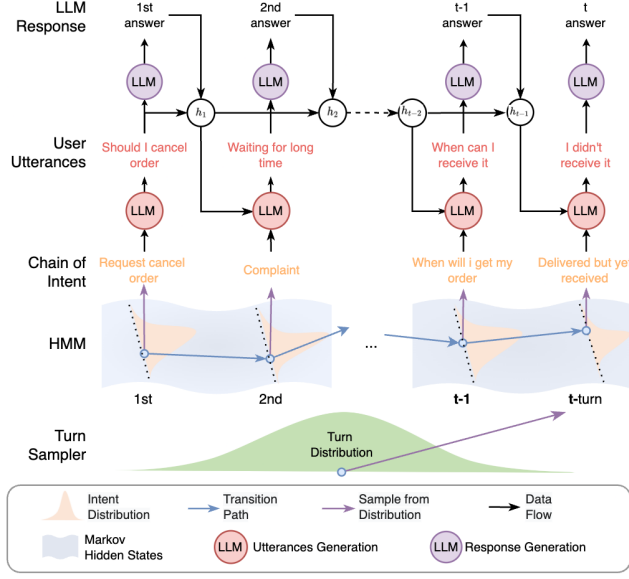 LLM
Response
1st
answer
2nd
answer
t-1
answer
t
answer
LLM
LLM
LLM
LLM
h1
h2
ht−2
ht−1
User
Utterances
Should I cancel
order
Waiting for long
time
When can I
receive it
I didn't
receive it
LLM
LLM
LLM
LLM
Chain of
Intent
Request cancel
order
Complaint
When will i get my
order
Delivered but yet
received
HMM
...
1st
2nd
t-1
t-turn
Turn
Sampler
Turn
Distribution
Intent
Distribution
Transition
Path
Sample from
Distribution
Data
Flow
Markov
Hidden States
LLM
Utterances Generation
LLM
Response Generation